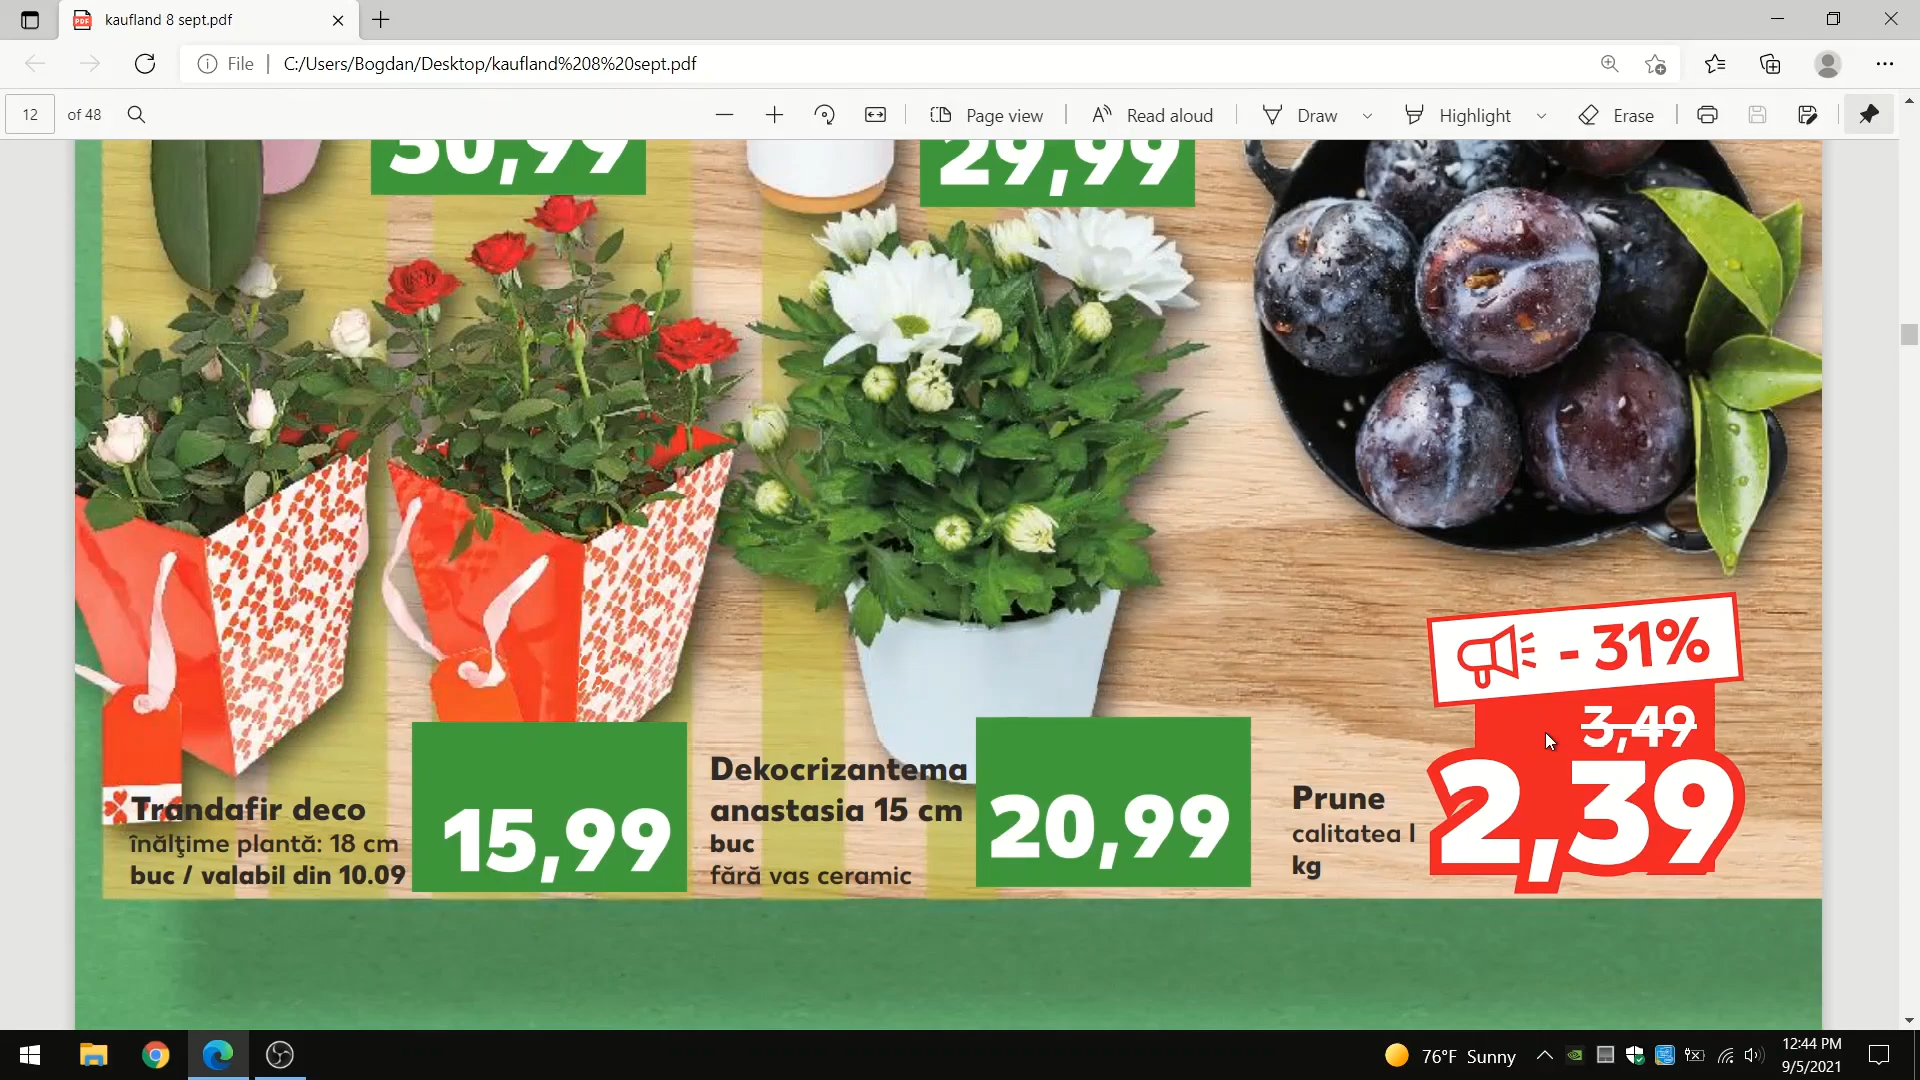 kaufland 8 sept.pdf
File
C:/Users/Bogdan/Desktop/kaufland%208%20sept.pdf
12 of 48
Page view
Read aloud
Draw
Highlight
Erase
30,99
29,99
- 31%
3,49
2,39
Prune
calitatea I
kg
Trandafir deco
înălţime plantă: 18 cm
buc / valabil din 10.09
15,99
Dekocrizantema
anastasia 15 cm
buc
fără vas ceramic
20,99
76°F Sunny
12:44 PM
9/5/2021